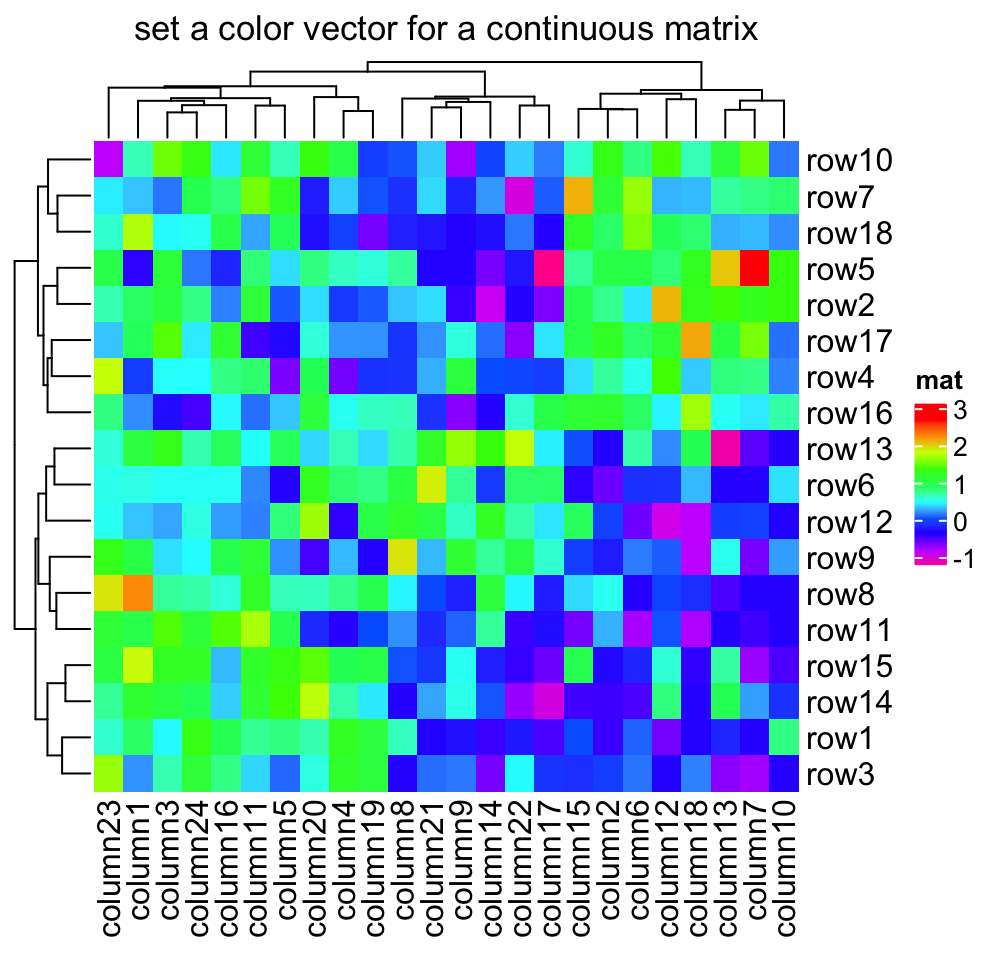 set a color vector for a continuous matrix
row10
row7
row18
row5
row2
row17
row4
row16
row13
row6
row12
row9
row8
row11
row15
row14
row1
row3
mat
3
2
1
0
-1
column23
column1
column3
column24
column16
column11
column5
column20
column4
column19
column8
column21
column9
column14
column22
column17
column15
column2
column6
column12
column18
column13
column7
column10